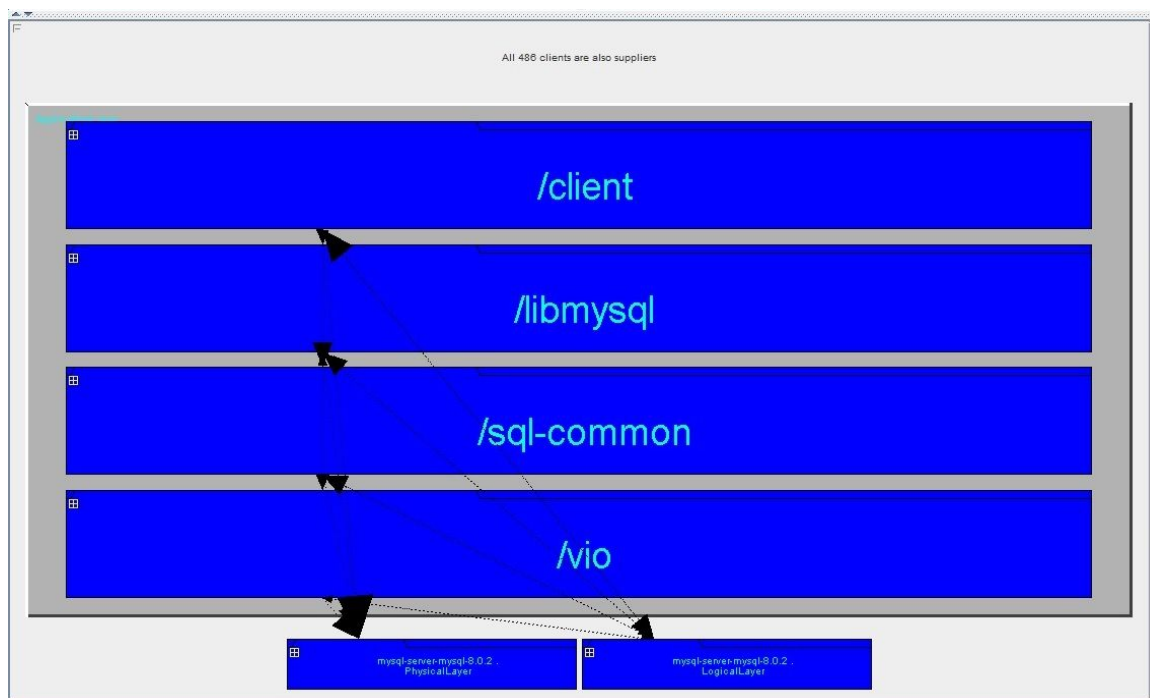 All 486 clients are also suppliers
/client
/libmysql
/sql-common
/vio
mysql-server-mysql-8.0.2 .
PhysicalLayer
mysql-server-mysql-8.0.2 .
LogicalLayer